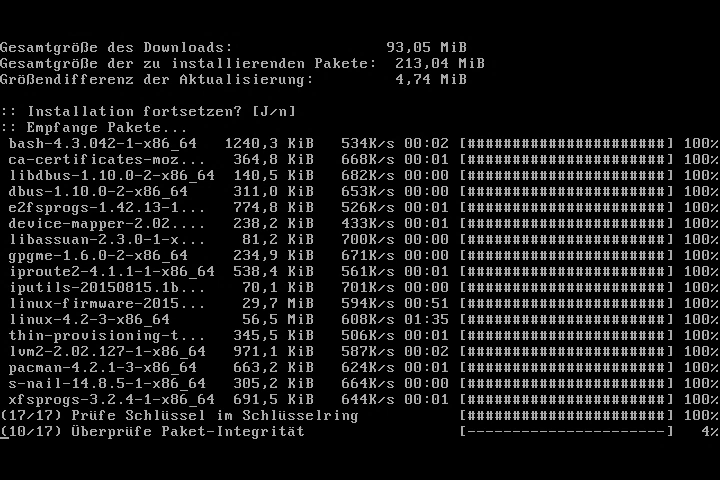 Gesamtgröße des Downloads: 93,05 MiB
Gesamtgröße der zu installierenden Pakete: 213,04 MiB
Größendifferenz der Aktualisierung: 4,74 MiB
:: Installation fortsetzen? [J/n]
:: Empfange Pakete...
bash-4.3.042-1-x86_64 1240,3 KiB 534K/s 00:02 [######################] 100%
ca-certificates-moz... 364,8 KiB 668K/s 00:01 [######################] 100%
libdbus-1.10.0-2-x86_64 140,5 KiB 682K/s 00:00 [######################] 100%
dbus-1.10.0-2-x86_64 311,0 KiB 653K/s 00:00 [######################] 100%
e2fsprogs-1.42.13-1... 774,8 KiB 526K/s 00:01 [######################] 100%
device-mapper-2.02.... 238,2 KiB 433K/s 00:01 [######################] 100%
libassuan-2.3.0-1-x... 81,2 KiB 700K/s 00:00 [######################] 100%
gpgme-1.6.0-2-x86_64 234,9 KiB 671K/s 00:00 [######################] 100%
iproute2-4.1.1-1-x86_64 538,4 KiB 561K/s 00:01 [######################] 100%
iputils-20150815.1b... 70,1 KiB 701K/s 00:00 [######################] 100%
linux-firmware-2015... 29,7 MiB 594K/s 00:51 [######################] 100%
linux-4.2-3-x86_64 56,5 MiB 608K/s 01:35 [######################] 100%
thin-provisioning-t... 345,5 KiB 506K/s 00:01 [######################] 100%
lvm2-2.02.127-1-x86_64 971,1 KiB 587K/s 00:02 [######################] 100%
pacman-4.2.1-3-x86_64 663,2 KiB 624K/s 00:01 [######################] 100%
s-nail-14.8.5-1-x86_64 305,2 KiB 664K/s 00:00 [######################] 100%
xfsprogs-3.2.4-1-x86_64 691,5 KiB 644K/s 00:01 [######################] 100%
(17/17) Prüfe Schlüssel im Schlüsselring [######################] 100%
(10/17) Überprüfe Paket-Integrität [----------------------] 4%